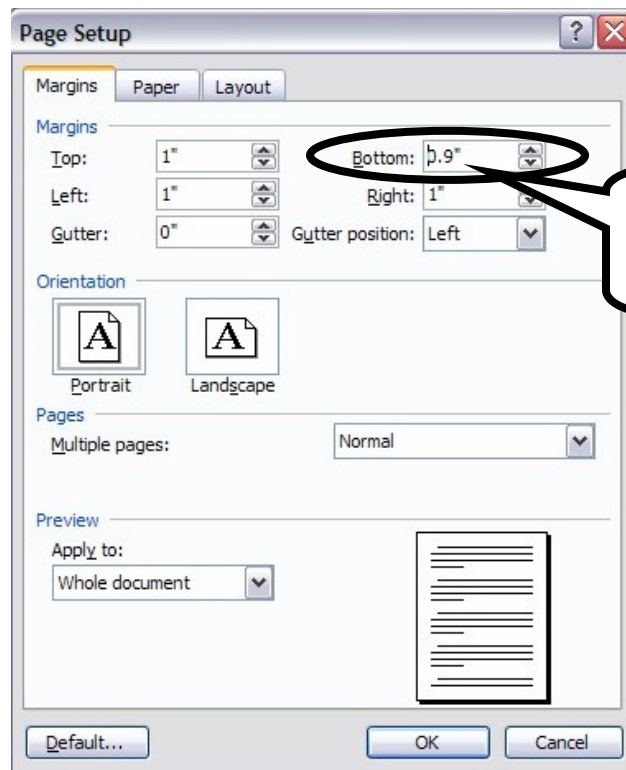 Page Setup
Margins Paper Layout
Margins
Top: 1" Bottom: 0.9"
Left: 1" Right: 1"
Gutter: 0" Gutter position: Left
Orientation
A A
Portrait Landscape
Pages
Multiple pages: Normal
Preview
Apply to:
Whole document
Default... OK Cancel